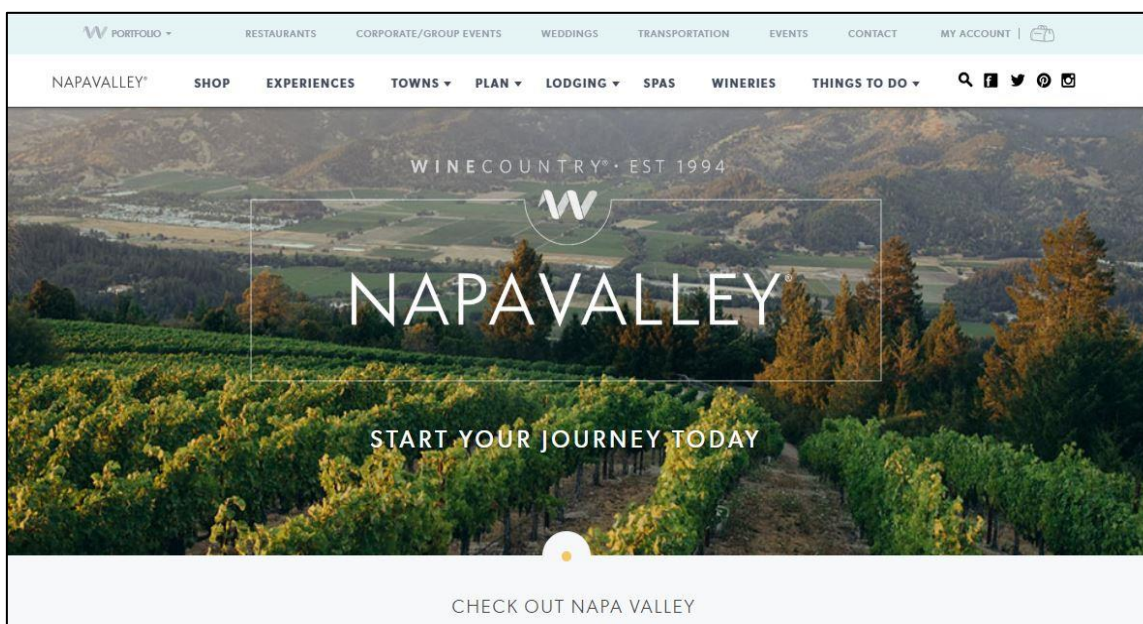 W PORTFOLIO RESTAURANTS CORPORATE/GROUP EVENTS WEDDINGS TRANSPORTATION EVENTS CONTACT MY ACCOUNT |
NAPAVALLEY® SHOP EXPERIENCES TOWNS PLAN LODGING SPAS WINERIES THINGS TO DO
WINECOUNTRY® • EST 1994
W
NAPAVALLEY®
START YOUR JOURNEY TODAY
CHECK OUT NAPA VALLEY